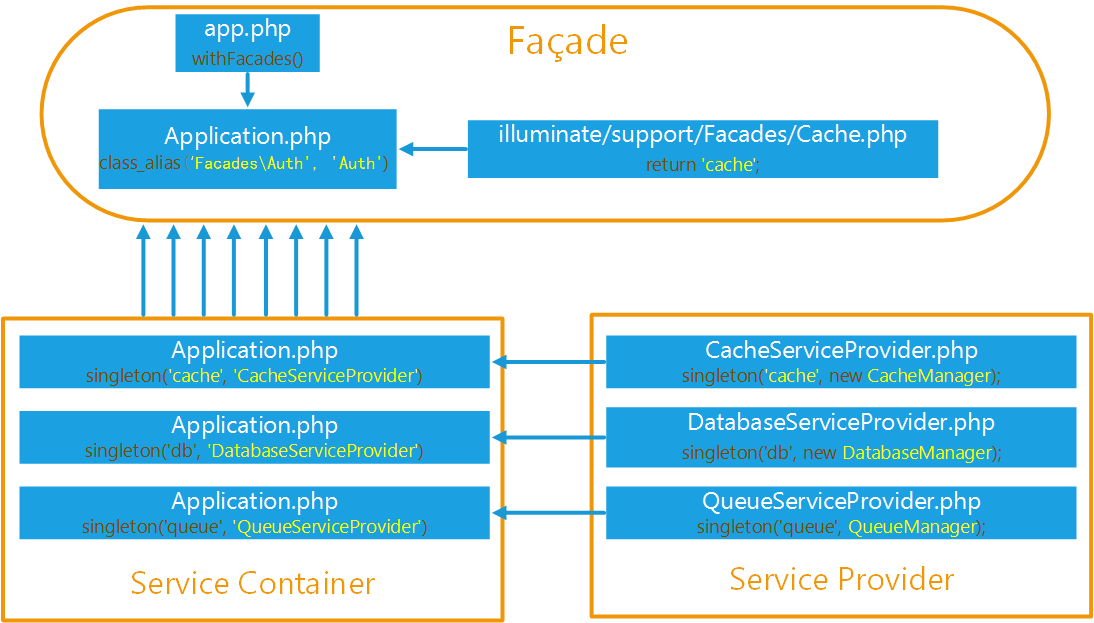 app.php
withFacades()
Façade
Application.php
class_alias('Facades\Auth', 'Auth')
illuminate/support/Facades/Cache.php
return 'cache';
Application.php
singleton('cache', 'CacheServiceProvider')
Application.php
singleton('db', 'DatabaseServiceProvider')
Application.php
singleton('queue', 'QueueServiceProvider')
Service Container
CacheServiceProvider.php
singleton('cache', new CacheManager);
DatabaseServiceProvider.php
singleton('db', new DatabaseManager);
QueueServiceProvider.php
singleton('queue', QueueManager);
Service Provider